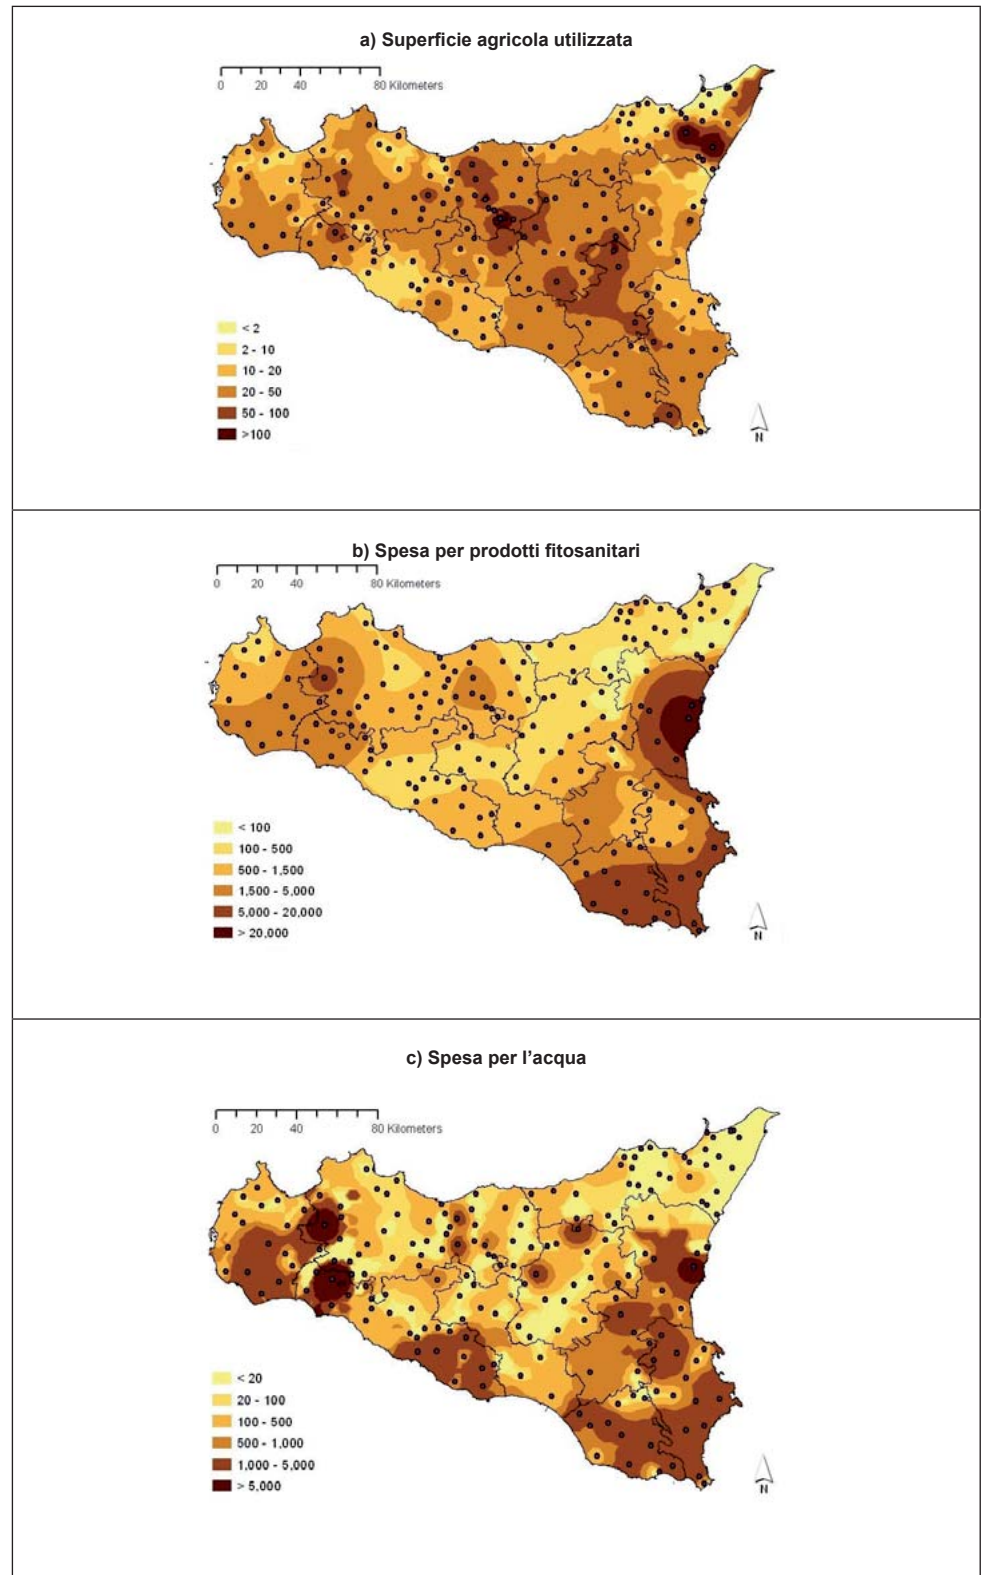 a) Superficie agricola utilizzata
0 20 40 80 Kilometers
< 2
2 - 10
10 - 20
20 - 50
50 - 100
>100
N
b) Spesa per prodotti fitosanitari
0 20 40 80 Kilometers
< 100
100 - 500
500 - 1,500
1,500 - 5,000
5,000 - 20,000
> 20,000
N
c) Spesa per l’acqua
0 20 40 80 Kilometers
< 20
20 - 100
100 - 500
500 - 1,000
1,000 - 5,000
> 5,000
N